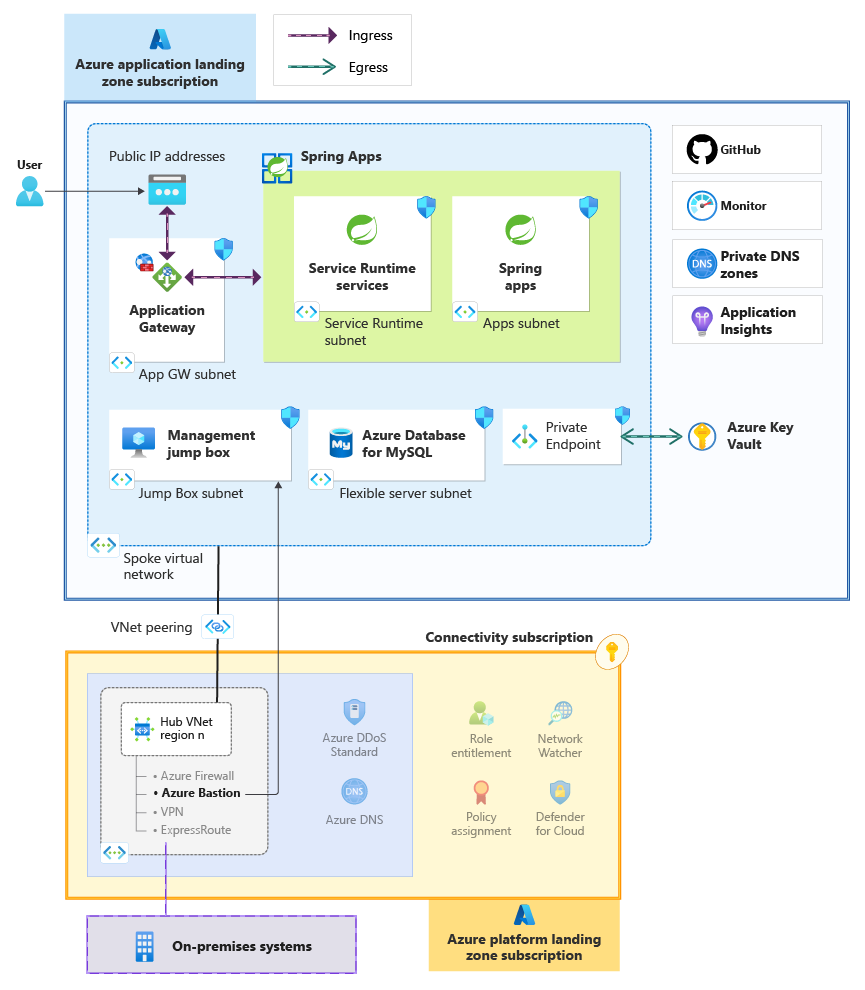 Azure application landing
zone subscription
Ingress
Egress
User
Public IP addresses
Spring Apps
Service Runtime
services
Spring
apps
Service Runtime
subnet
Apps subnet
Application
Gateway
App GW subnet
GitHub
Monitor
DNS
Private DNS
zones
Application
Insights
Management
jump box
Jump Box subnet
My
Azure Database
for MySQL
Flexible server subnet
Private
Endpoint
Azure Key
Vault
Spoke virtual
network
VNet peering
Connectivity subscription
Hub VNet
region n
• Azure Firewall
• Azure Bastion
• VPN
• ExpressRoute
Azure DDoS
Standard
DNS
Azure DNS
Role
entitlement
Network
Watcher
Policy
assignment
Defender
for Cloud
On-premises systems
Azure platform landing
zone subscription